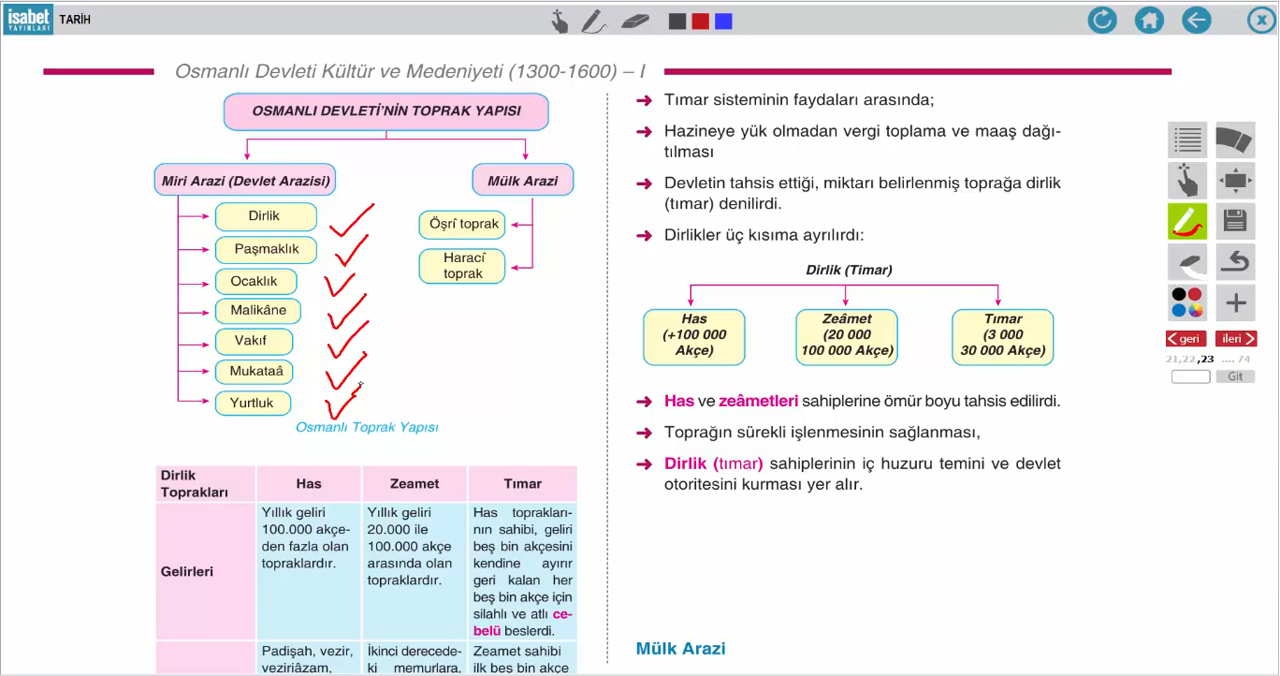 isabet
YAYINLARI
TARİH
Osmanlı Devleti Kültür ve Medeniyeti (1300-1600) – I
OSMANLI DEVLETİ'NİN TOPRAK YAPISI
Miri Arazi (Devlet Arazisi)
Mülk Arazi
Dirlik
Paşmaklık
Ocaklık
Malikâne
Vakıf
Mukataâ
Yurtluk
Öşrî toprak
Haracî
toprak
Osmanlı Toprak Yapısı
Dirlik
Toprakları
Has
Zeamet
Tımar
Gelirleri
Yıllık geliri
100.000 akçe-
den fazla olan
topraklardır.
Yıllık geliri
20.000 ile
100.000 akçe
arasında olan
topraklardır.
Has toprakları-
nın sahibi, geliri
beş bin akçesini
kendine ayırır
geri kalan her
beş bin akçe için
silahlı ve atlı ce-
belü beslerdi.
Padişah, vezir,
veziriâzam,
İkinci derecede-
ki memurlara,
Zeamet sahibi
ilk beş bin akçe
Tımar sisteminin faydaları arasında;
Hazineye yük olmadan vergi toplama ve maaş dağı-
tılması
Devletin tahsis ettiği, miktarı belirlenmiş toprağa dirlik
(tımar) denilirdi.
Dirlikler üç kısıma ayrılırdı:
Dirlik (Timar)
Has
(+100 000
Akçe)
Zeâmet
(20 000
100 000 Akçe)
Tımar
(3 000
30 000 Akçe)
Has ve zeâmetleri sahiplerine ömür boyu tahsis edilirdi.
Toprağın sürekli işlenmesinin sağlanması,
Dirlik (tımar) sahiplerinin iç huzuru temini ve devlet
otoritesini kurması yer alır.
Mülk Arazi
geri
ileri
21,22,23 .... 74
Git